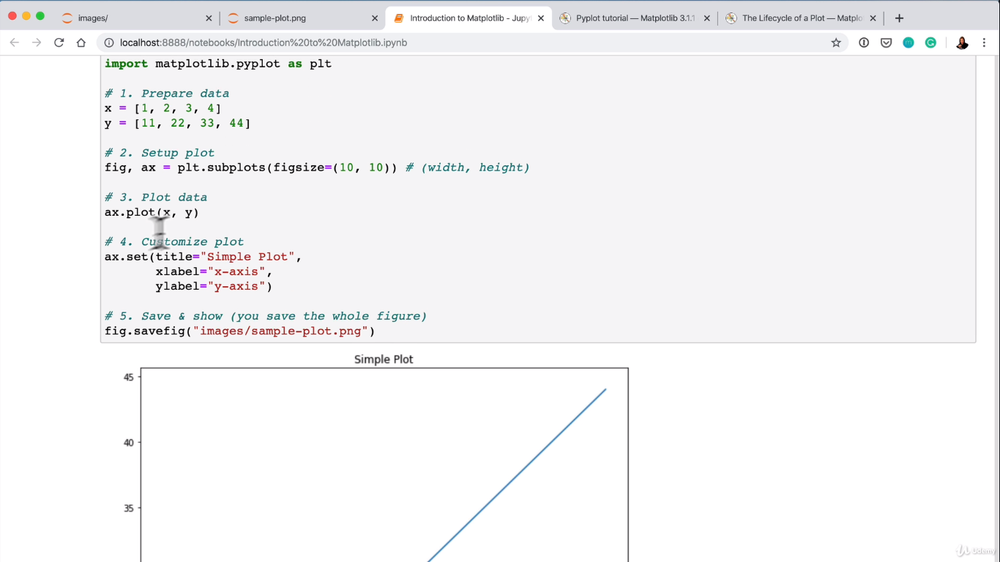 images/
sample-plot.png
Introduction to Matplotlib - Jupy
Pyplot tutorial — Matplotlib 3.1.1
The Lifecycle of a Plot — Matplo
localhost:8888/notebooks/Introduction%20to%20Matplotlib.ipynb
import matplotlib.pyplot as plt
# 1. Prepare data
x = [1, 2, 3, 4]
y = [11, 22, 33, 44]
# 2. Setup plot
fig, ax = plt.subplots(figsize=(10, 10)) # (width, height)
# 3. Plot data
ax.plot(x, y)
# 4. Customize plot
ax.set(title="Simple Plot",
xlabel="x-axis",
ylabel="y-axis")
# 5. Save & show (you save the whole figure)
fig.savefig("images/sample-plot.png")
Simple Plot
45
40
35
Udemy